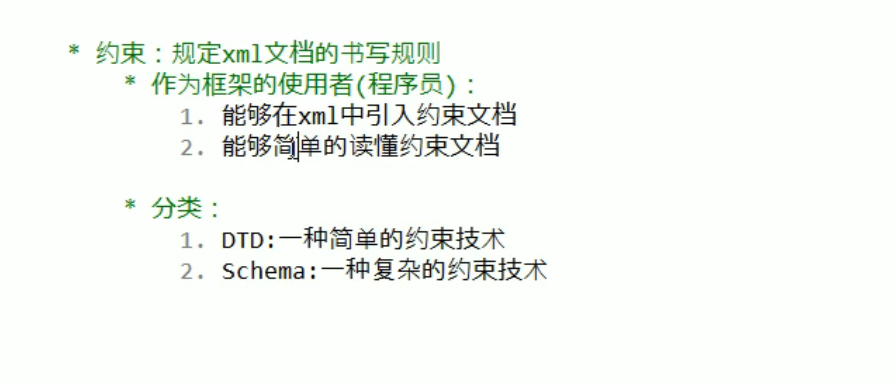 * 约束：规定xml文档的书写规则
* 作为框架的使用者(程序员)：
1. 能够在xml中引入约束文档
2. 能够简单的读懂约束文档
* 分类：
1. DTD:一种简单的约束技术
2. Schema:一种复杂的约束技术